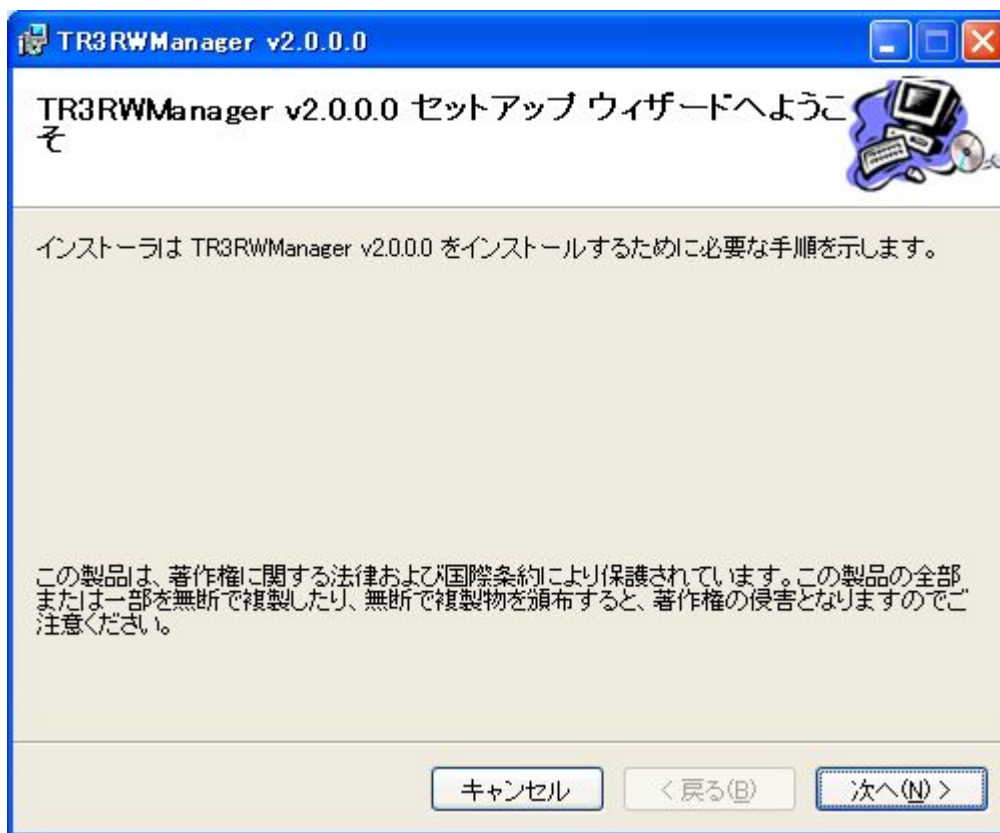 TR3RWManager v2.0.0.0
TR3RWManager v2.0.0.0 セットアップ ウィザードへようこ
そ
インストーラは TR3RWManager v2.0.0.0 をインストールするために必要な手順を示します。
この製品は、著作権に関する法律および国際条約により保護されています。この製品の全部
または一部を無断で複製したり、無断で複製物を頒布すると、著作権の侵害となりますのでご
注意ください。
キャンセル
< 戻る(B)
次へ(N) >